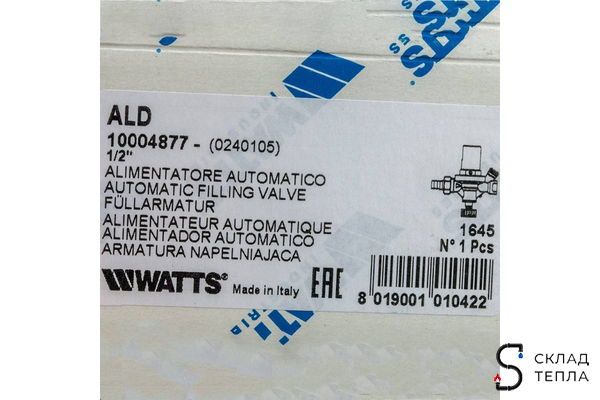 ALD
10004877 - (0240105)
1/2"
ALIMENTATORE AUTOMATICO
AUTOMATIC FILLING VALVE
FÜLLARMATUR
ALIMENTATEUR AUTOMATIQUE
ALIMENTADOR AUTOMATICO
ARMATURA NAPELNIAJACA
1645
N° 1 Pcs
WATTS® Made in Italy EAC
8 019001 010422
СКЛАД
ТЕПЛА